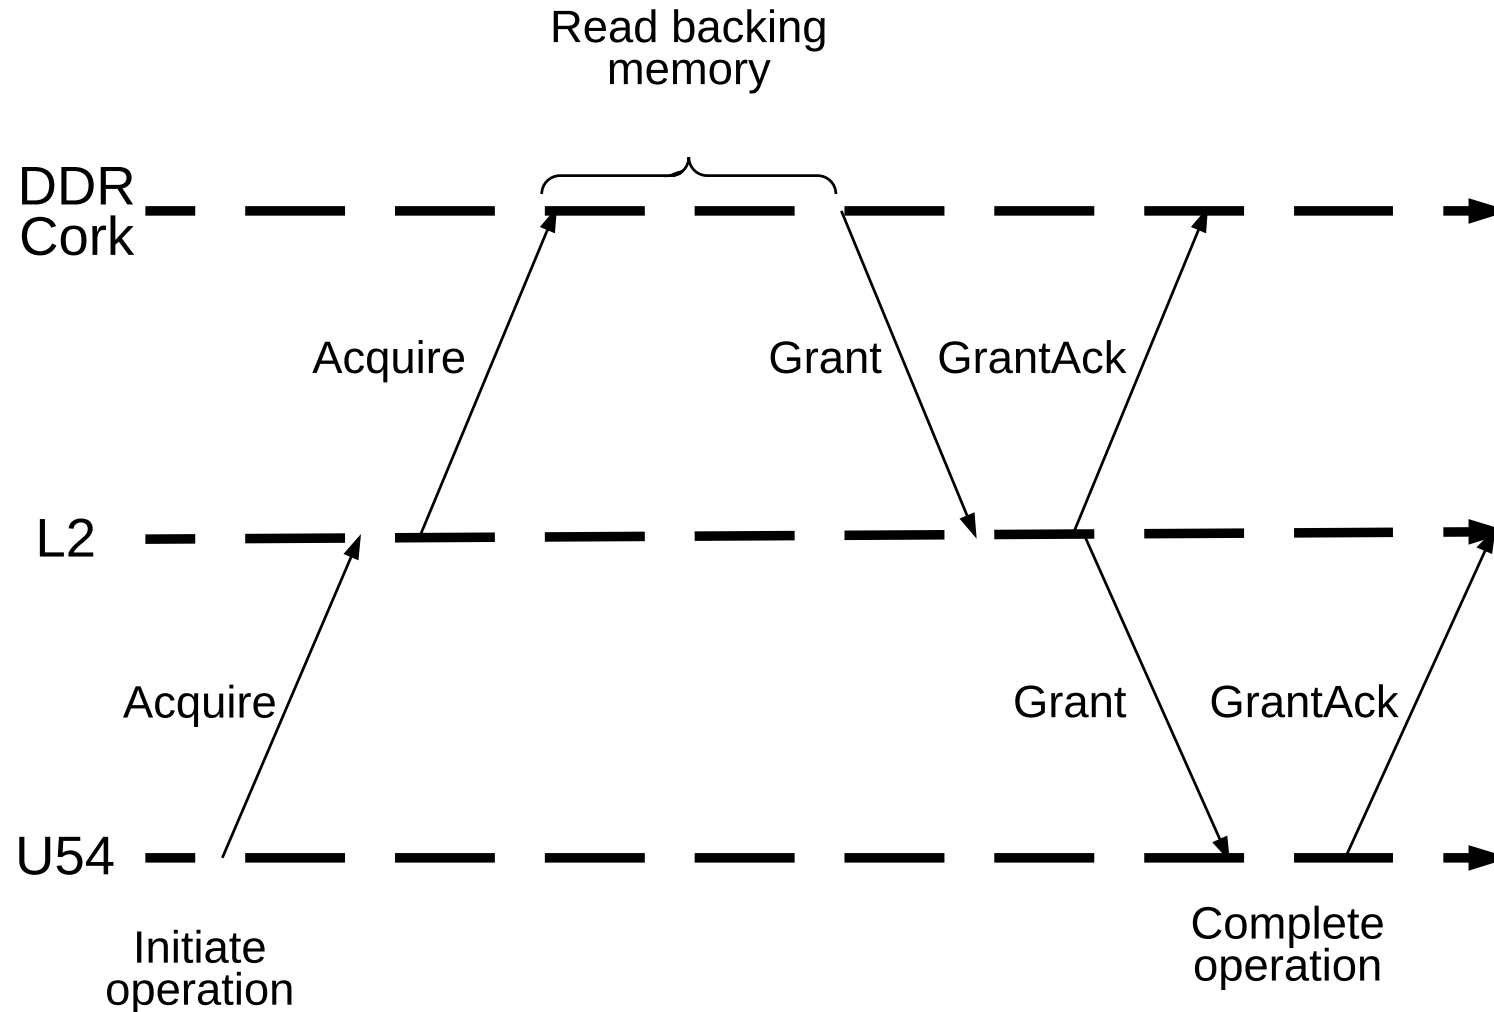 Read backing
memory
DDR
Cork
Acquire
Grant
GrantAck
L2
Acquire
Grant
GrantAck
U54
Initiate
operation
Complete
operation